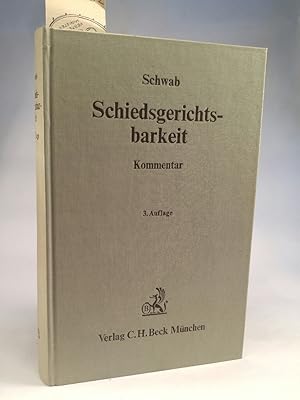 Schwab
Schiedsgerichts-
barkeit
Kommentar
3. Auflage
Verlag C. H. Beck München